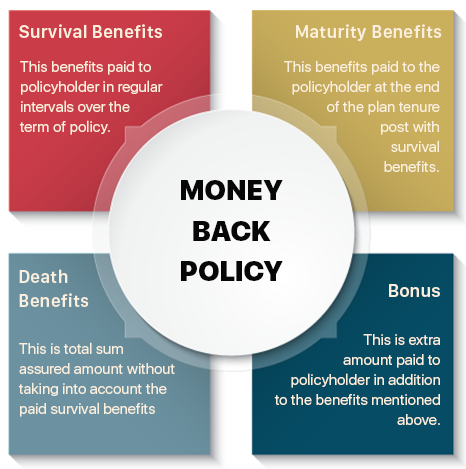 Survival Benefits
This benefits paid to
policyholder in regular
intervals over the
term of policy.
Maturity Benefits
This benefits paid to the
policyholder at the end
of the plan tenure
post with
survival
benefits.
MONEY
BACK
POLICY
Death
Benefits
This is total sum
assured amount without
taking into account the
paid survival benefits
Bonus
This is extra
amount paid to
policyholder in addition
to the benefits mentioned
above.